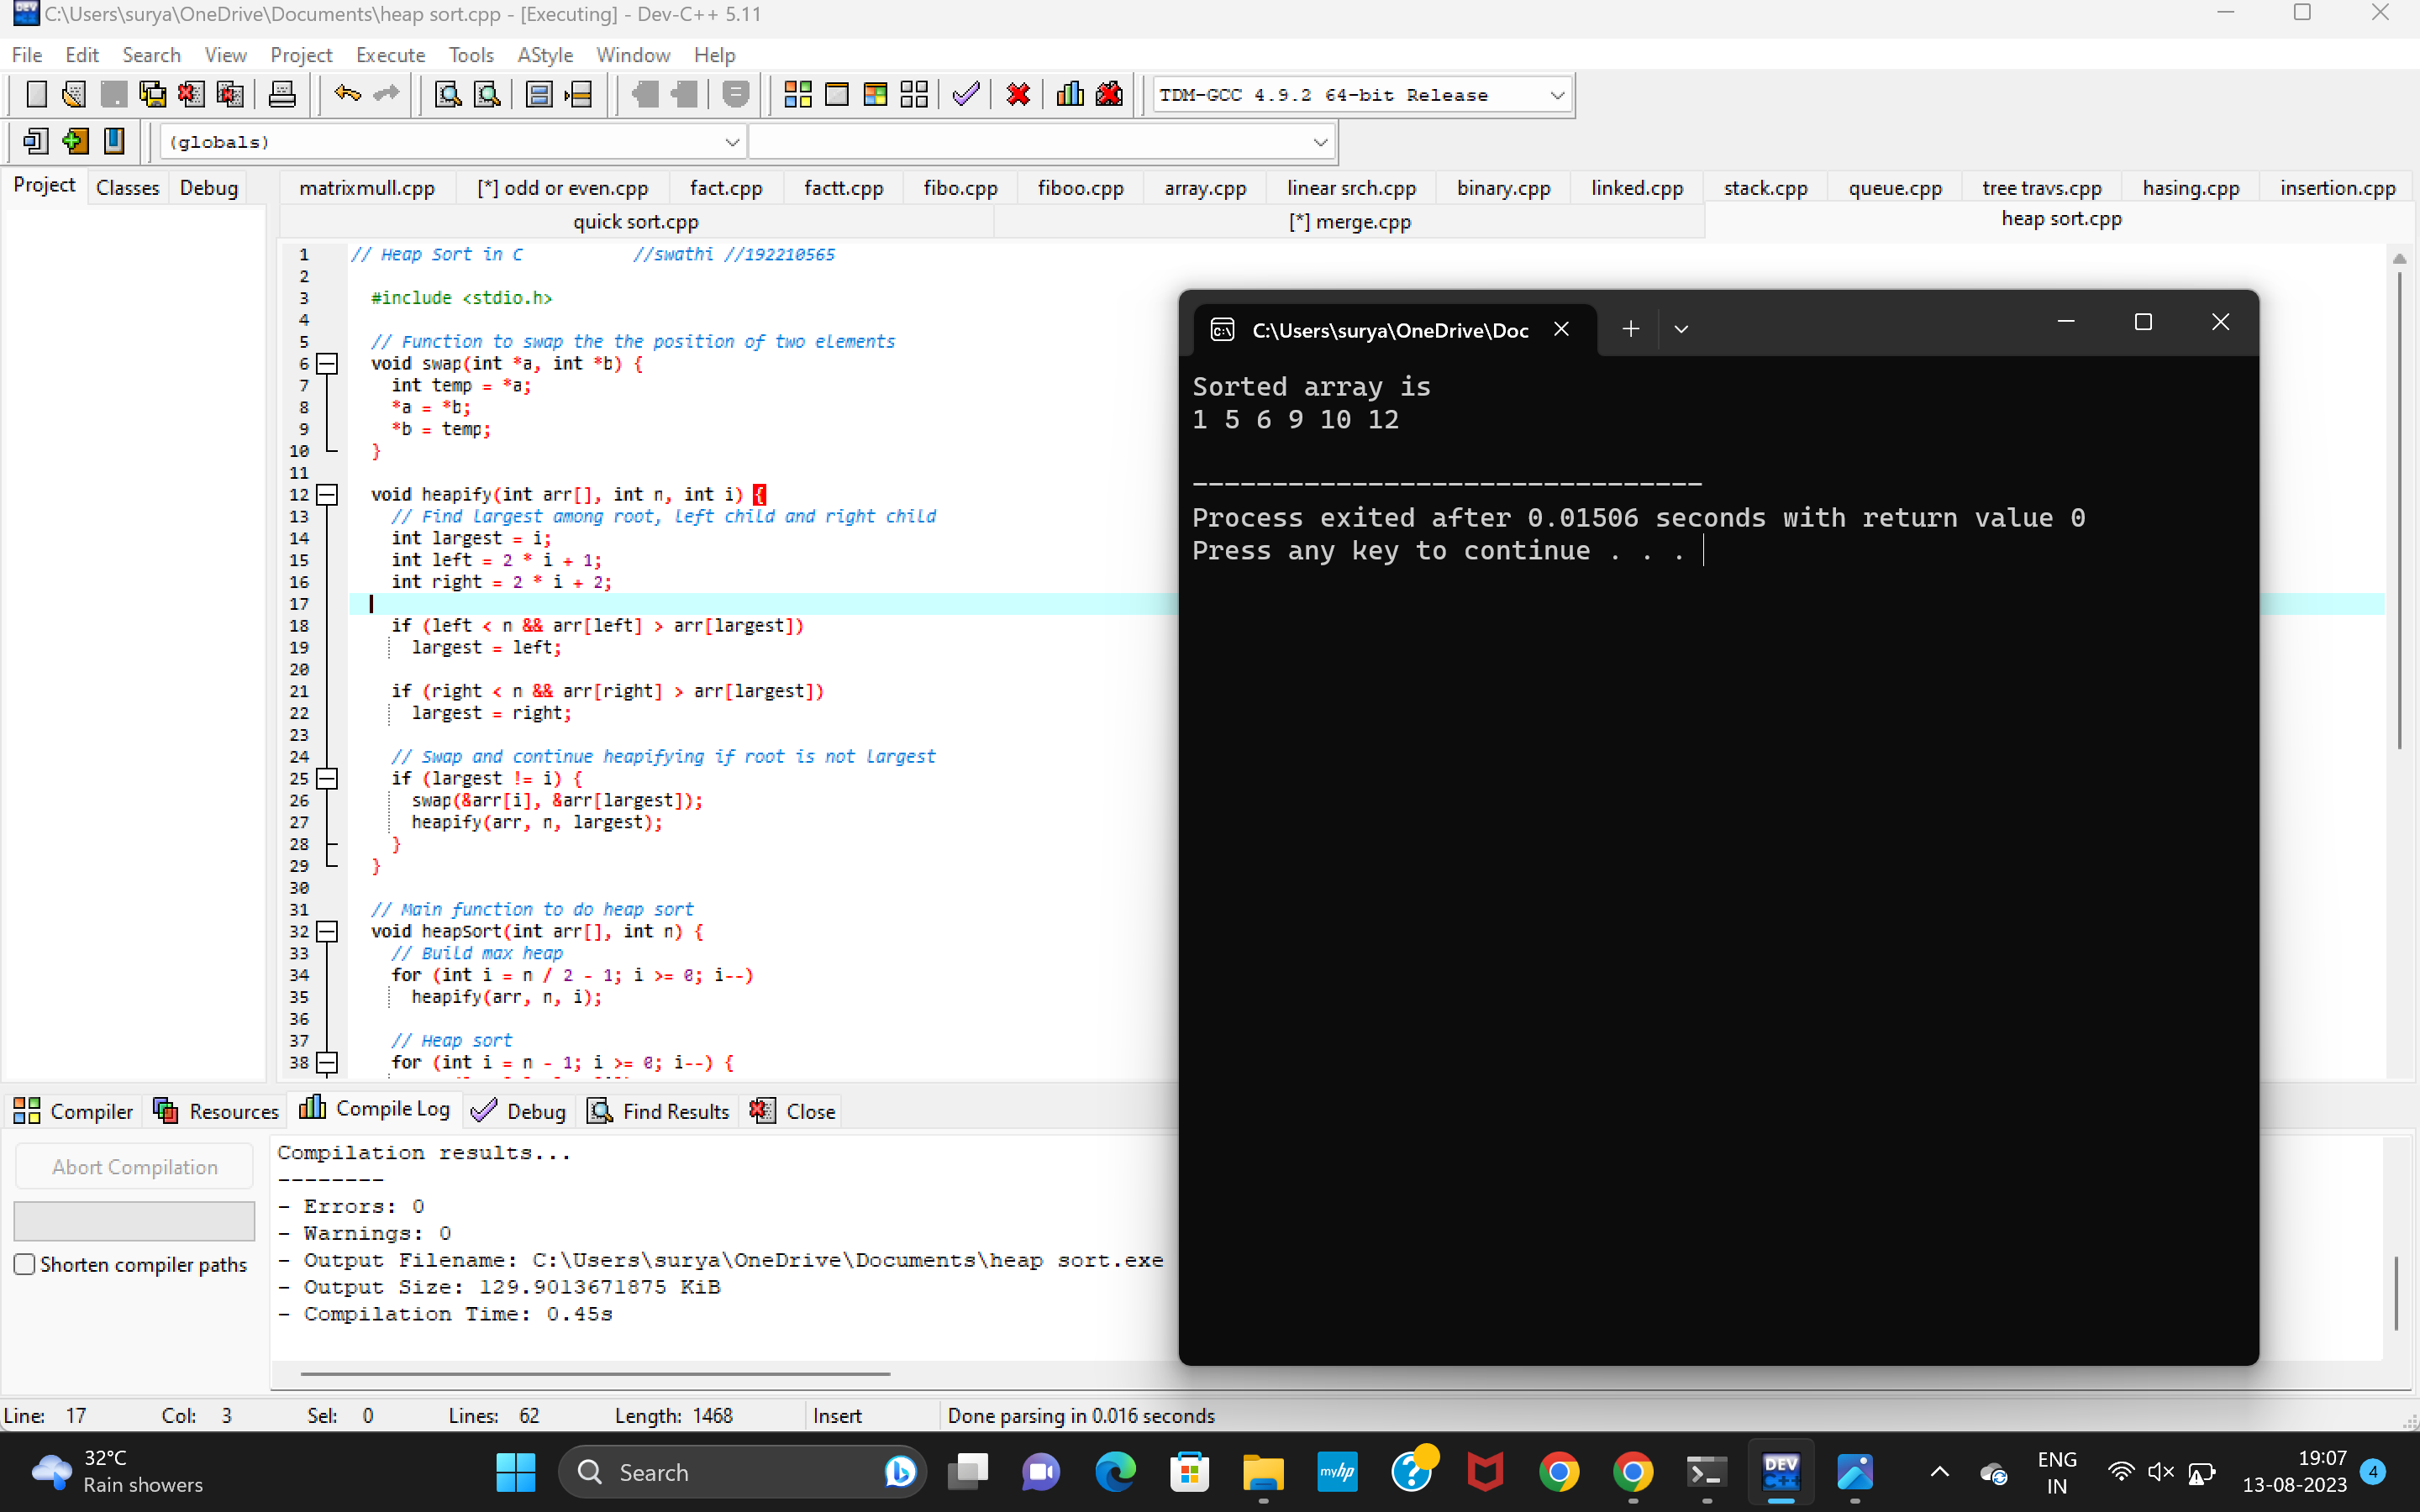 C:\Users\surya\OneDrive\Documents\heap sort.cpp - [Executing] - Dev-C++ 5.11
File Edit Search View Project Execute Tools AStyle Window Help
TDM-GCC 4.9.2 64-bit Release
(globals)
Project Classes Debug
matrixmull.cpp [*] odd or even.cpp fact.cpp factt.cpp fibo.cpp fiboo.cpp array.cpp linear srch.cpp binary.cpp linked.cpp stack.cpp queue.cpp tree travs.cpp hasing.cpp insertion.cpp
quick sort.cpp [*] merge.cpp heap sort.cpp
1 // Heap Sort in C //swathi //192210565
2
3 #include <stdio.h>
4
5 // Function to swap the the position of two elements
6 void swap(int *a, int *b) {
7 int temp = *a;
8 *a = *b;
9 *b = temp;
10 }
11
12 void heapify(int arr[], int n, int i) {
13 // Find largest among root, left child and right child
14 int largest = i;
15 int left = 2 * i + 1;
16 int right = 2 * i + 2;
17
18 if (left < n && arr[left] > arr[largest])
19 largest = left;
20
21 if (right < n && arr[right] > arr[largest])
22 largest = right;
23
24 // Swap and continue heapifying if root is not largest
25 if (largest != i) {
26 swap(&arr[i], &arr[largest]);
27 heapify(arr, n, largest);
28 }
29 }
30
31 // Main function to do heap sort
32 void heapSort(int arr[], int n) {
33 // Build max heap
34 for (int i = n / 2 - 1; i >= 0; i--)
35 heapify(arr, n, i);
36
37 // Heap sort
38 for (int i = n - 1; i >= 0; i--) {
C:\Users\surya\OneDrive\Doc
Sorted array is
1 5 6 9 10 12
--------------------------------
Process exited after 0.01506 seconds with return value 0
Press any key to continue . . .
Compiler Resources Compile Log Debug Find Results Close
Abort Compilation
Shorten compiler paths
Compilation results...
--------
- Errors: 0
- Warnings: 0
- Output Filename: C:\Users\surya\OneDrive\Documents\heap sort.exe
- Output Size: 129.9013671875 KiB
- Compilation Time: 0.45s
Line: 17 Col: 3 Sel: 0 Lines: 62 Length: 1468 Insert Done parsing in 0.016 seconds
32°C
Rain showers
Search
myhp
DEV C++
ENG
IN
19:07
13-08-2023
4